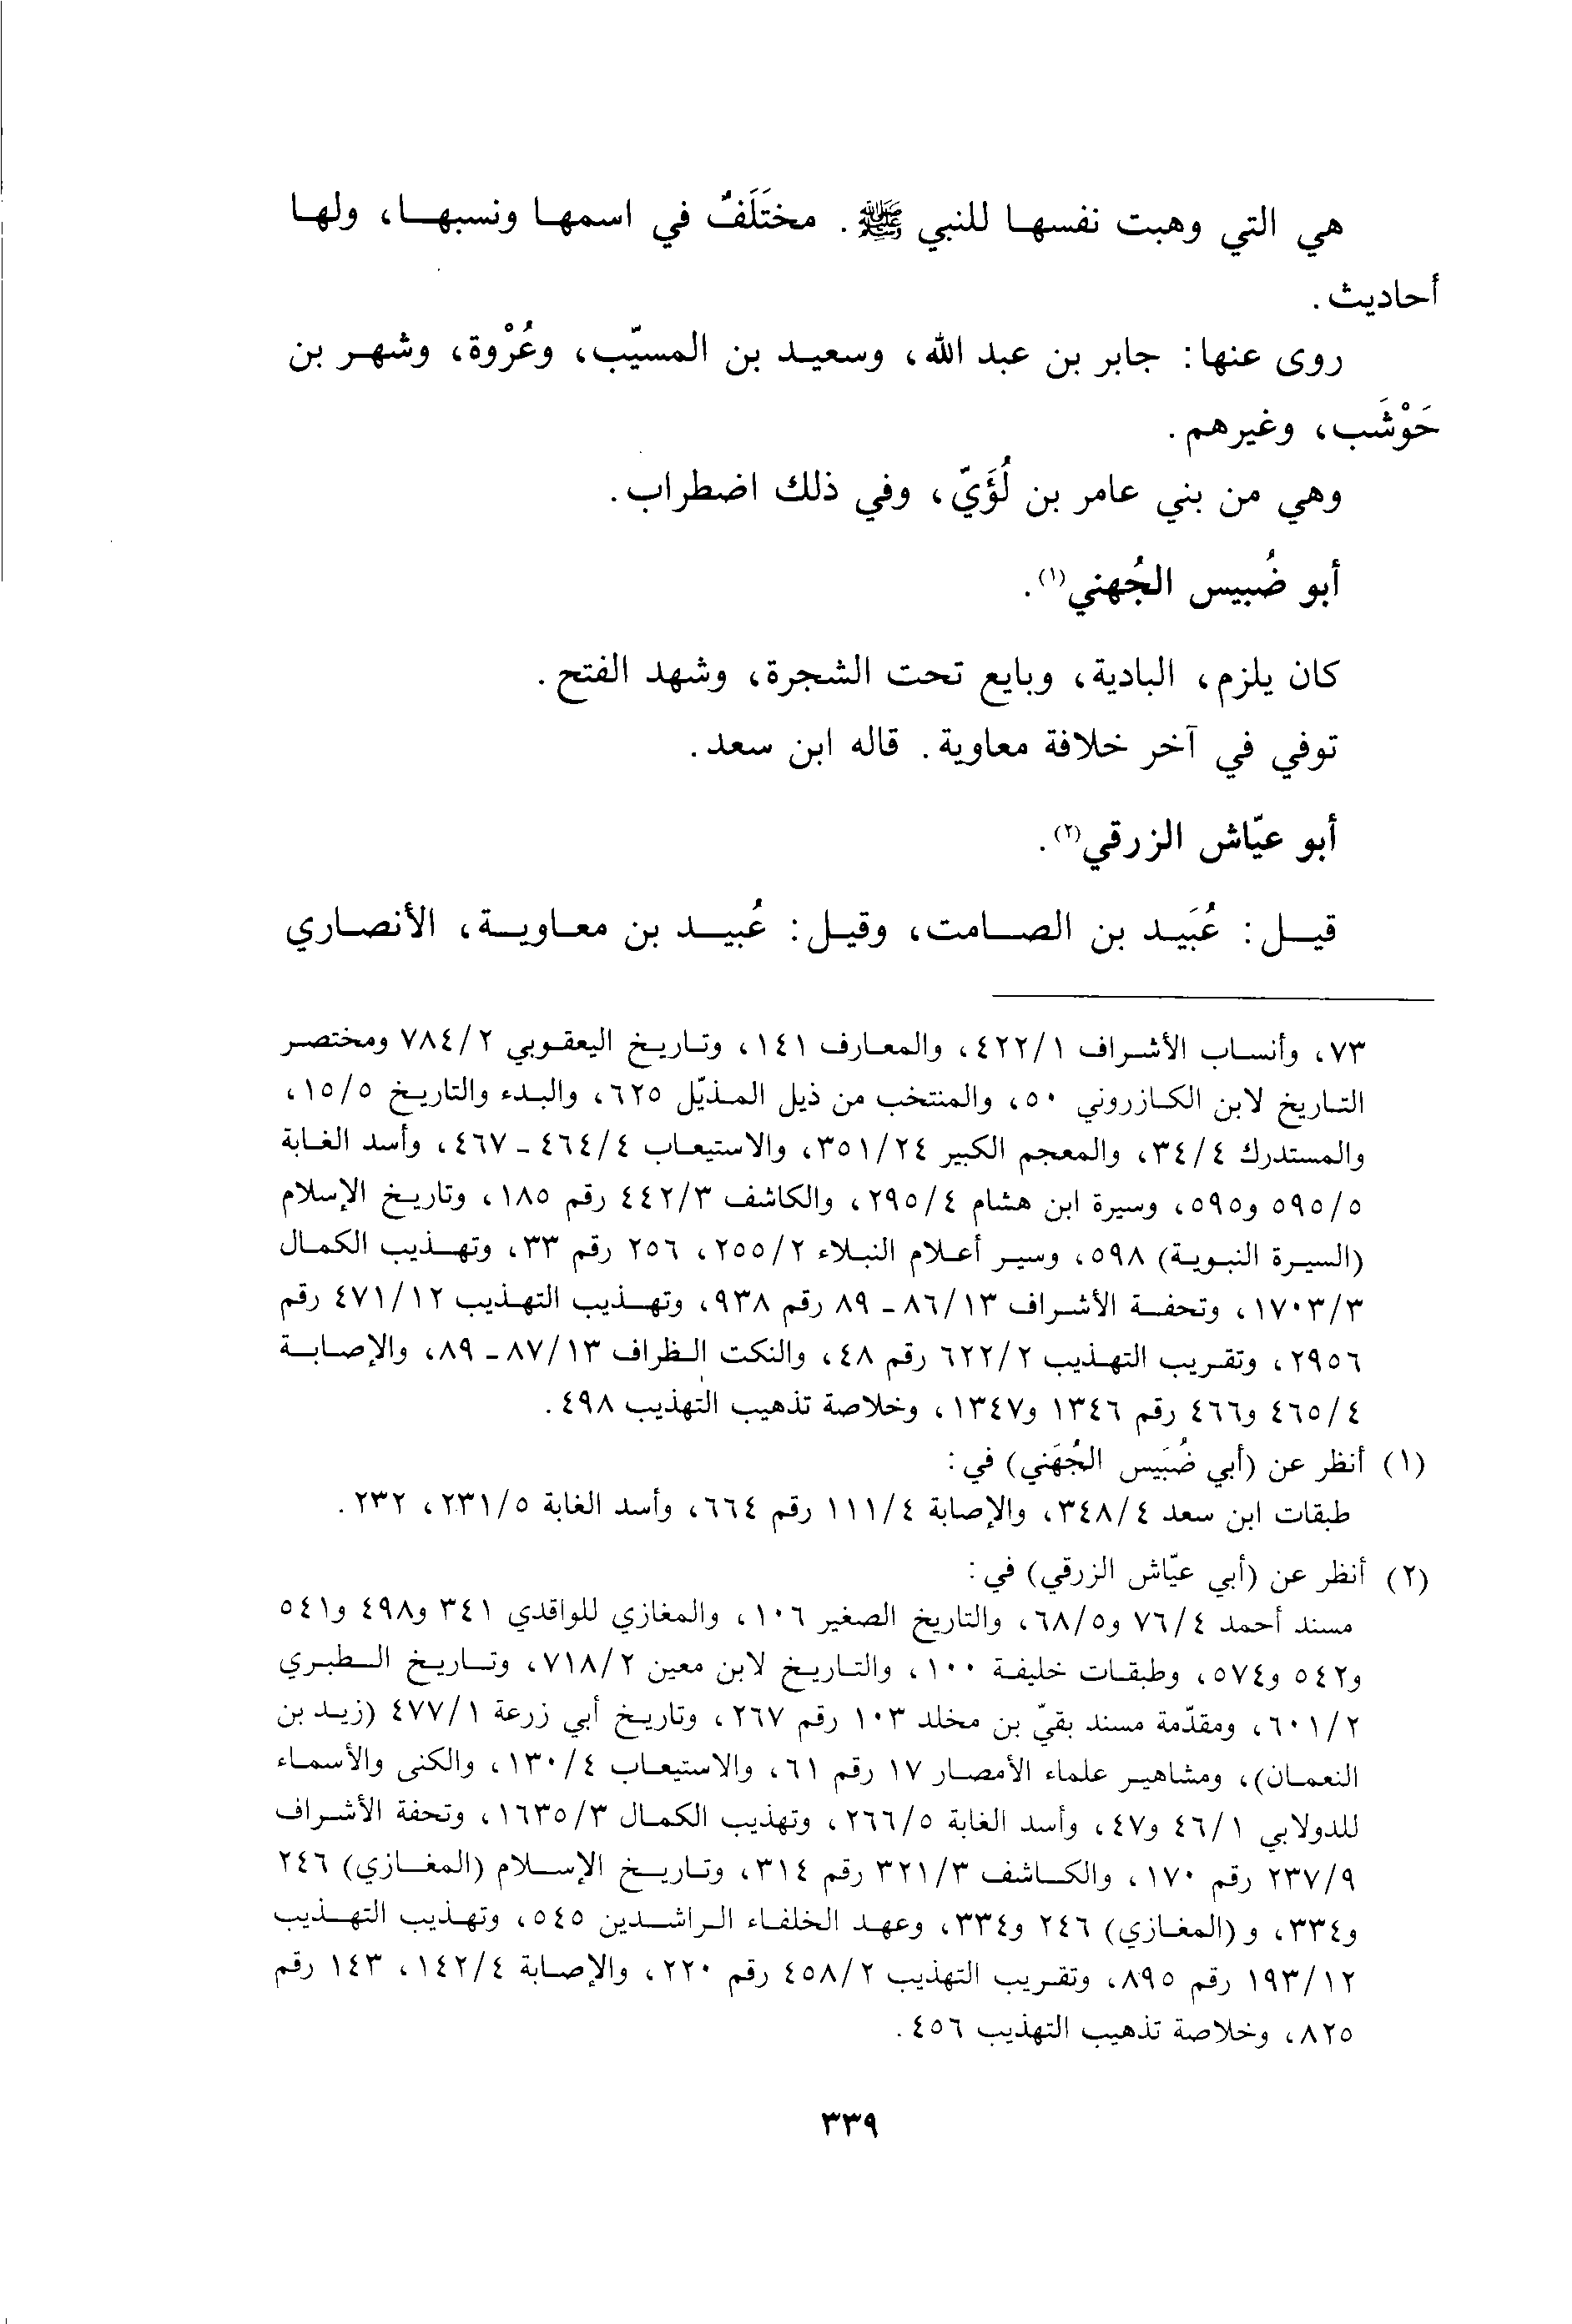 هي التي وهبت نفسها للنبي ﷺ. مختَلَفٌ في اسمها ونسبها، ولها
أحاديث.
روى عنها: جابر بن عبد الله، وسعيد بن المسيّب، وعُرْوة، وشهر بن
حَوْشَب، وغيرهم.
وهي من بني عامر بن لُؤَيّ، وفي ذلك اضطراب.
أبو ضُبيس الجُهني(١).
كان يلزم، البادية، وبايع تحت الشجرة، وشهد الفتح.
توفي في آخر خلافة معاوية. قاله ابن سعد.
أبو عيّاش الزرقي(٢).
قيل: عُبَيد بن الصامت، وقيل: عُبيد بن معاوية، الأنصاري
٧٣، وأنساب الأشراف ٤٢٢/١، والمعارف ١٤١، وتاريخ اليعقوبي ٧٨٤/٢ ومختصر
التاريخ لابن الكازروني ٥٠، والمنتخب من ذيل المذيّل ٦٢٥، والبدء والتاريخ ١٥/٥،
والمستدرك ٣٤/٤، والمعجم الكبير ٣٥١/٢٤، والاستيعاب ٤٦٤/٤ - ٤٦٧، وأسد الغابة
٥٩٥/٥ و٥٩٥، وسيرة ابن هشام ٢٩٥/٤، والكاشف ٤٤٢/٣ رقم ١٨٥، وتاريخ الإسلام
(السيرة النبوية) ٥٩٨، وسير أعلام النبلاء ٢٥٥/٢، ٢٥٦ رقم ٣٣، وتهذيب الكمال
١٧٠٣/٣، وتحفة الأشراف ٨٦/١٣ - ٨٩ رقم ٩٣٨، وتهذيب التهذيب ٤٧١/١٢ رقم
٢٩٥٦، وتقريب التهذيب ٦٢٢/٢ رقم ٤٨، والنكت الظراف ٨٧/١٣ - ٨٩، والإصابة
٤٦٥/٤ و٤٦٦ رقم ١٣٤٦ و١٣٤٧، وخلاصة تذهيب التهذيب ٤٩٨.
(١) أنظر عن (أبي ضُبَيس الجُهَني) في:
طبقات ابن سعد ٣٤٨/٤، والإصابة ١١١/٤ رقم ٦٦٤، وأسد الغابة ٢٣١/٥، ٢٣٢.
(٢) أنظر عن (أبي عيّاش الزرقي) في:
مسند أحمد ٧٦/٤ و٦٨/٥، والتاريخ الصغير ١٠٦، والمغازي للواقدي ٣٤١ و٤٩٨ و٥٤١
و٥٤٢ و٥٧٤، وطبقات خليفة ١٠٠، والتاريخ لابن معين ٧١٨/٢، وتاريخ الطبري
٦٠١/٢، ومقدّمة مسند بقيّ بن مخلد ١٠٣ رقم ٢٦٧، وتاريخ أبي زرعة ٤٧٧/١ (زيد بن
النعمان)، ومشاهير علماء الأمصار ١٧ رقم ٦١، والاستيعاب ١٣٠/٤، والكنى والأسماء
للدولابي ٤٦/١ و٤٧، وأسد الغابة ٢٦٦/٥، وتهذيب الكمال ١٦٣٥/٣، وتحفة الأشراف
٢٣٧/٩ رقم ١٧٠، والكاشف ٣٢١/٣ رقم ٣١٤، وتاريخ الإسلام (المغازي) ٢٤٦
و٣٣٤، و(المغازي) ٢٤٦ و٣٣٤، وعهد الخلفاء الراشدين ٥٤٥، وتهذيب التهذيب
١٩٣/١٢ رقم ٨٩٥، وتقريب التهذيب ٤٥٨/٢ رقم ٢٢٠، والإصابة ١٤٢/٤، ١٤٣ رقم
٨٢٥، وخلاصة تذهيب التهذيب ٤٥٦.
٣٣٩